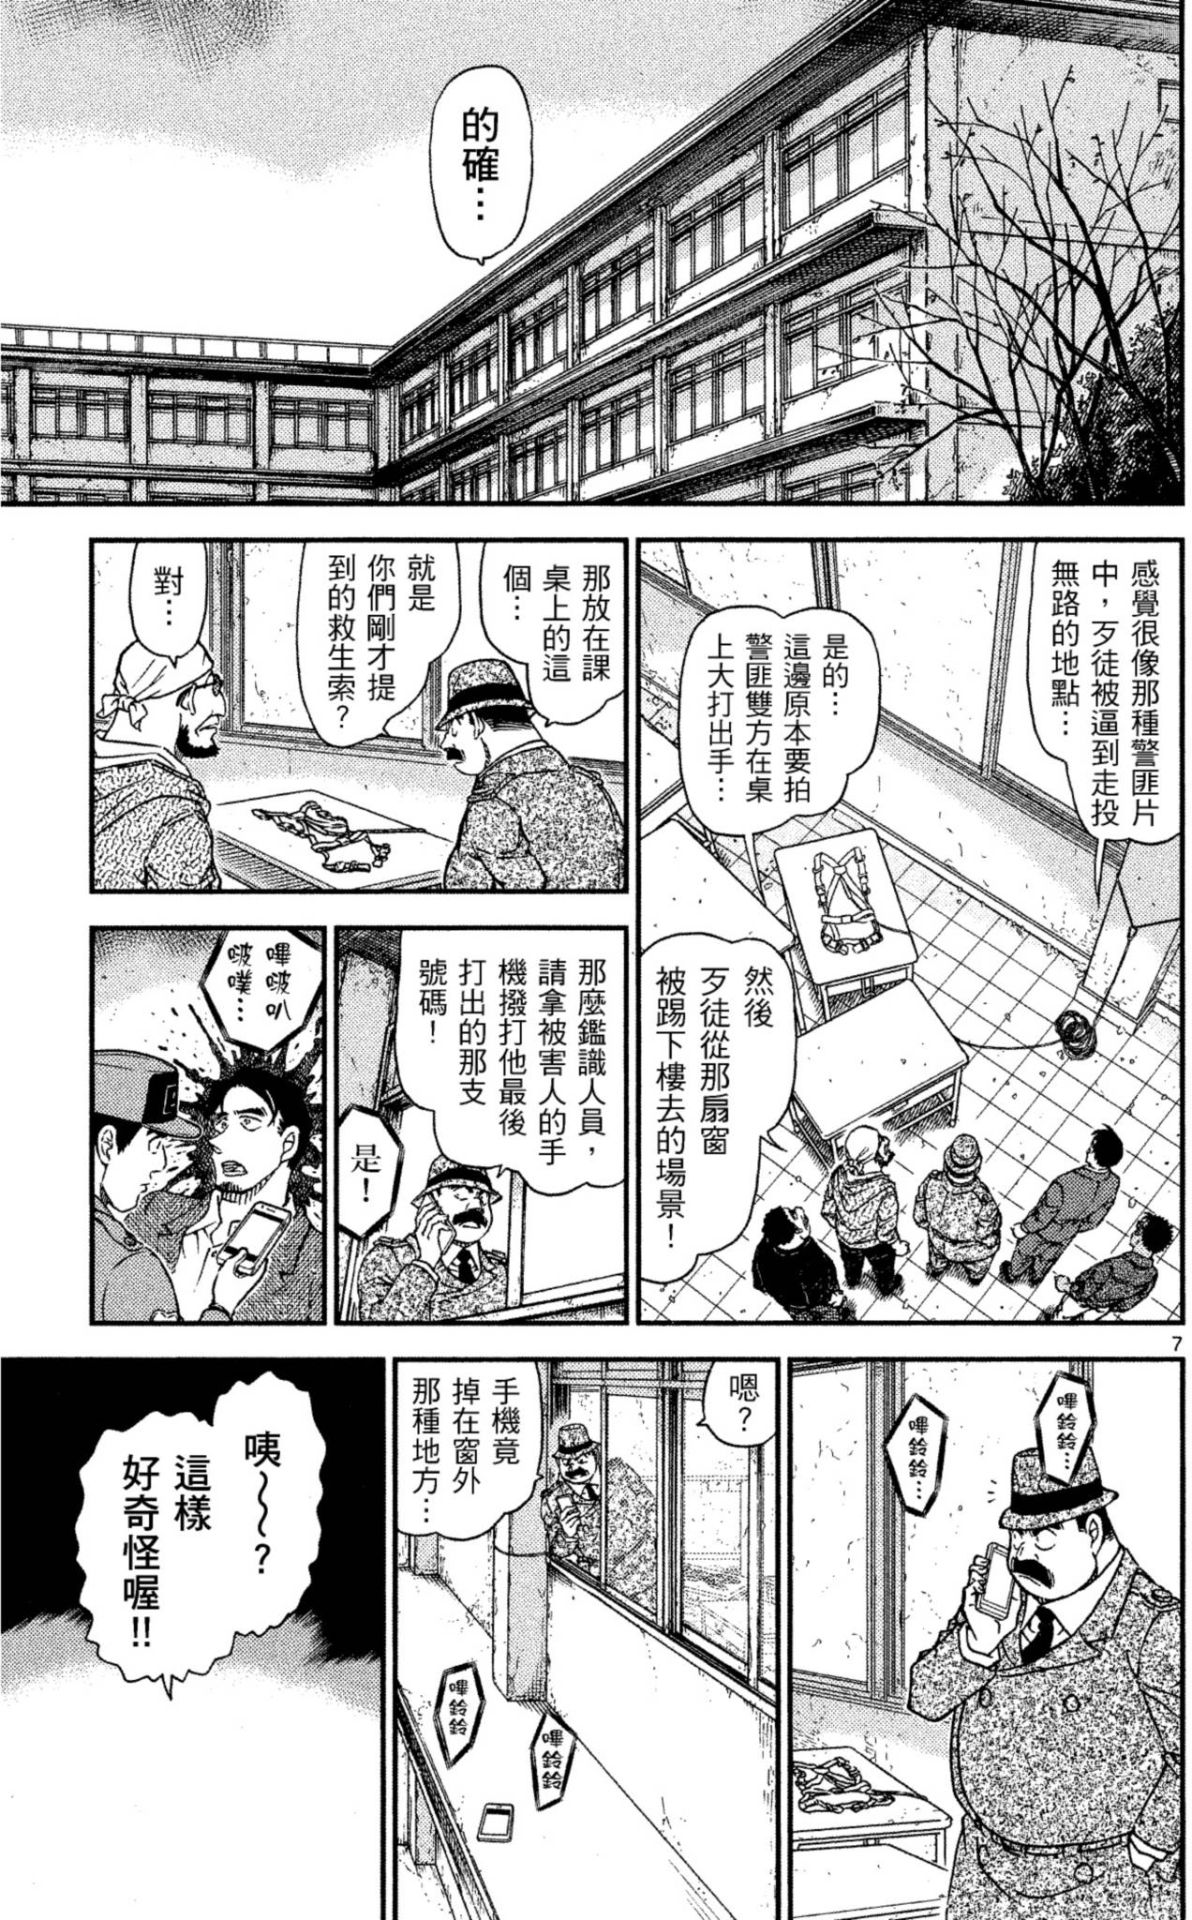 的確…
感覺很像那種警匪片
中，歹徒被逼到走投
無路的地點…
是的…
這邊原本要拍
警匪雙方在桌
上大打出手…
然後
歹徒從那扇窗
被踢下樓去的場景！
那放在課
桌上的這
個…
就是
你們剛才提
到的救生索？
對…
那麼鑑識人員，
請拿被害人的手
機撥打他最後
打出的那支
號碼！
是！
嗶啵叭
啵噗…
7
嗶鈴鈴…
嗶鈴鈴…
嗯？
手機竟
掉在窗外
那種地方…
嗶鈴鈴
嗶鈴鈴
咦～～？
這樣
好奇怪喔!!